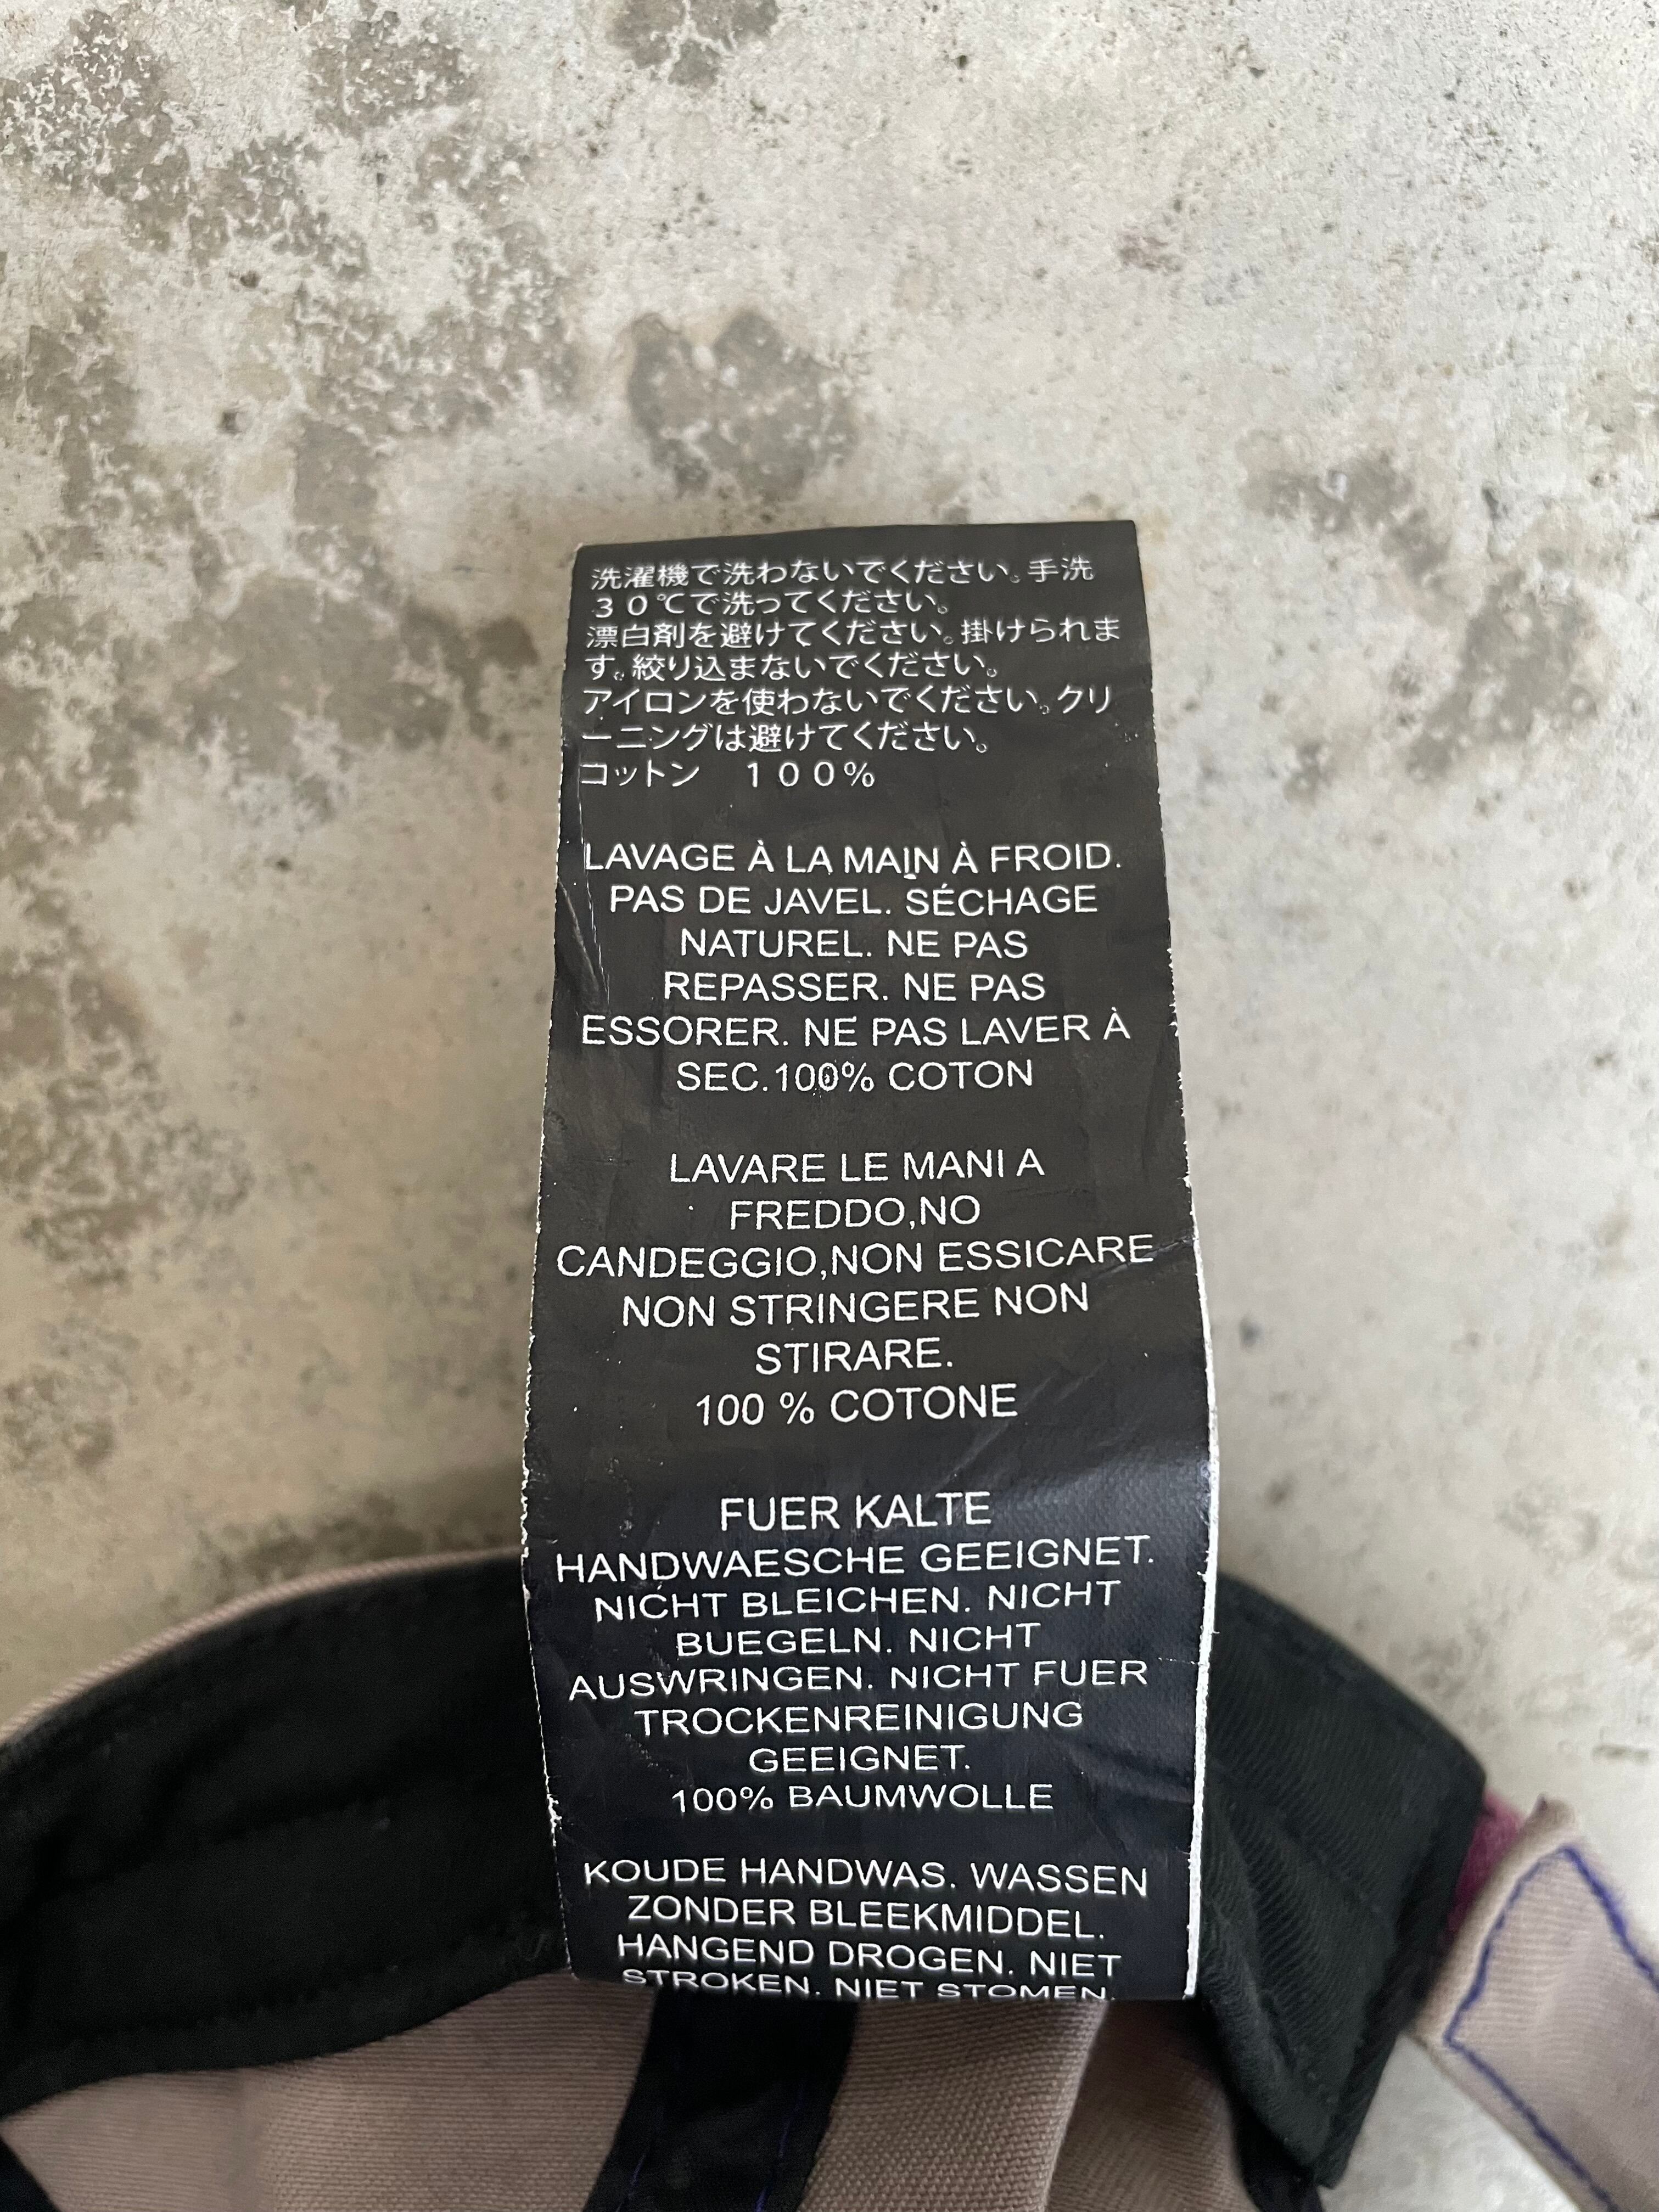 洗濯機で洗わないでください。手洗
３０℃で洗ってください。
漂白剤を避けてください。掛けられま
す。絞り込まないでください。
アイロンを使わないでください。クリ
ーニングは避けてください。
コットン　１００％
LAVAGE À LA MAIN À FROID.
PAS DE JAVEL. SÉCHAGE
NATUREL. NE PAS
REPASSER. NE PAS
ESSORER. NE PAS LAVER À
SEC.100% COTON
LAVARE LE MANI A
FREDDO,NO
CANDEGGIO,NON ESSICARE
NON STRINGERE NON
STIRARE.
100 % COTONE
FUER KALTE
HANDWAESCHE GEEIGNET.
NICHT BLEICHEN. NICHT
BUEGELN. NICHT
AUSWRINGEN. NICHT FUER
TROCKENREINIGUNG
GEEIGNET.
100% BAUMWOLLE
KOUDE HANDWAS. WASSEN
ZONDER BLEEKMIDDEL.
HANGEND DROGEN. NIET
STROKEN. NIET STOMEN.